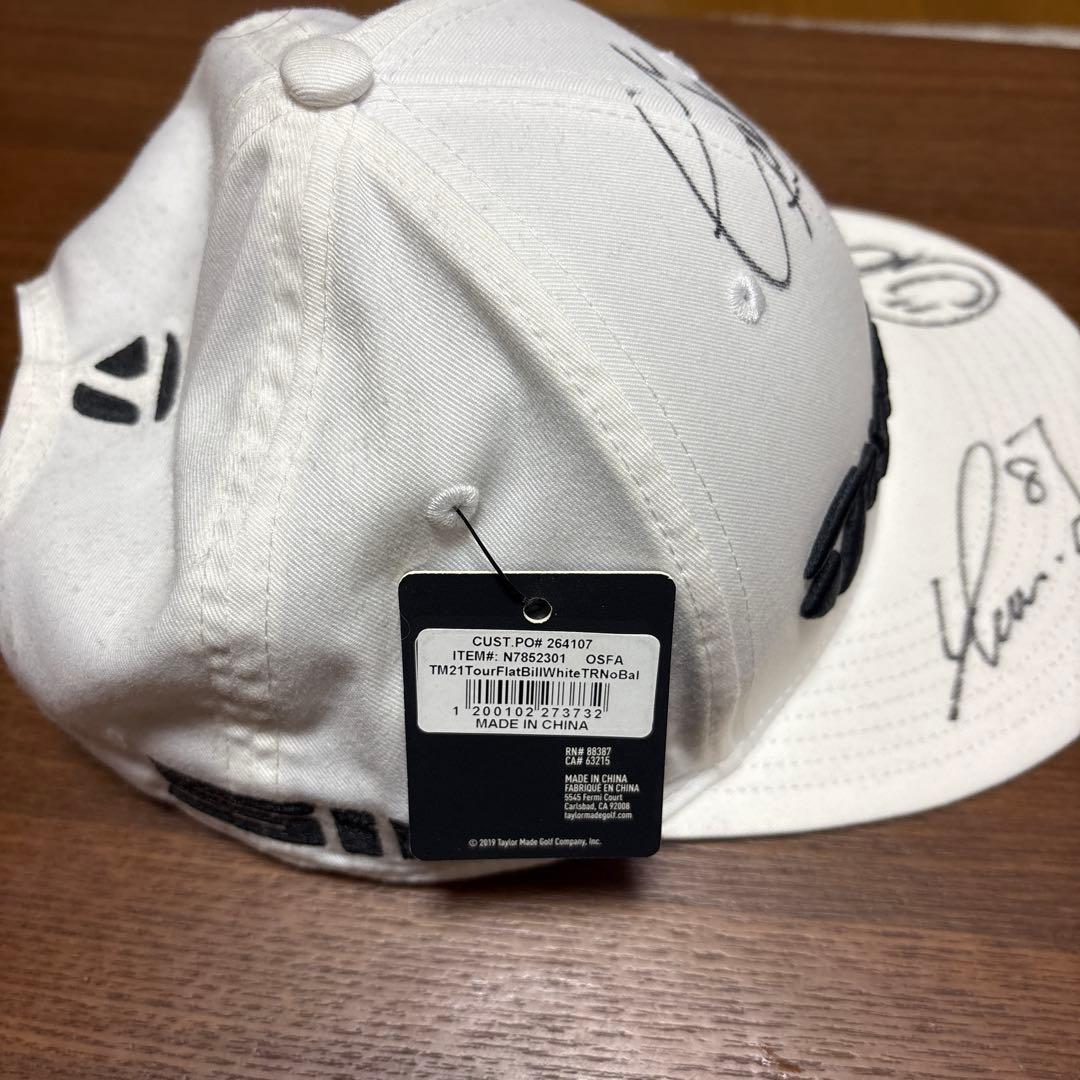 CUST.PO# 264107
ITEM#: N7852301 OSFA
TM21TourFlatBillWhiteTRNoBal
1 200102 273732
MADE IN CHINA
RN# 88387
CA# 63215
MADE IN CHINA
FABRIQUÉ EN CHINA
5545 Fermi Court
Carlsbad, CA 92008
taylormadegolf.com
© 2019 Taylor Made Golf Company, Inc.
87